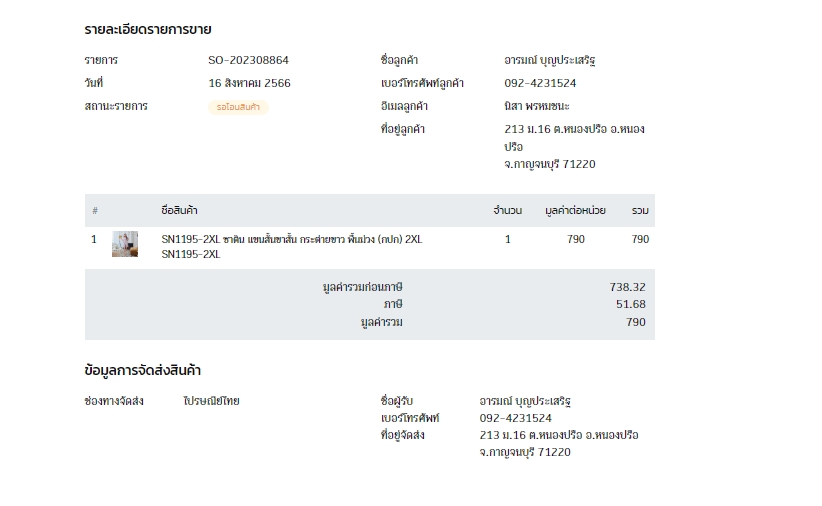 รายละเอียดรายการขาย
รายการ SO-202308864 ชื่อลูกค้า อารมณ์ บุญประเสริฐ
วันที่ 16 สิงหาคม 2566 เบอร์โทรศัพท์ลูกค้า 092-4231524
สถานะรายการ รอโอนสินค้า อีเมลลูกค้า นิสา พรหมชนะ
ที่อยู่ลูกค้า 213 ม.16 ต.หนองปรือ อ.หนอง
ปรือ
จ.กาญจนบุรี 71220
# ชื่อสินค้า จำนวน มูลค่าต่อหน่วย รวม
1 SN1195-2XL ซาติน แขนสั้นขาสั้น กระต่ายขาว พื้นม่วง (กปก) 2XL 1 790 790
SN1195-2XL
มูลค่ารวมก่อนภาษี 738.32
ภาษี 51.68
มูลค่ารวม 790
ข้อมูลการจัดส่งสินค้า
ช่องทางจัดส่ง ไปรษณีย์ไทย ชื่อผู้รับ อารมณ์ บุญประเสริฐ
เบอร์โทรศัพท์ 092-4231524
ที่อยู่จัดส่ง 213 ม.16 ต.หนองปรือ อ.หนองปรือ
จ.กาญจนบุรี 71220